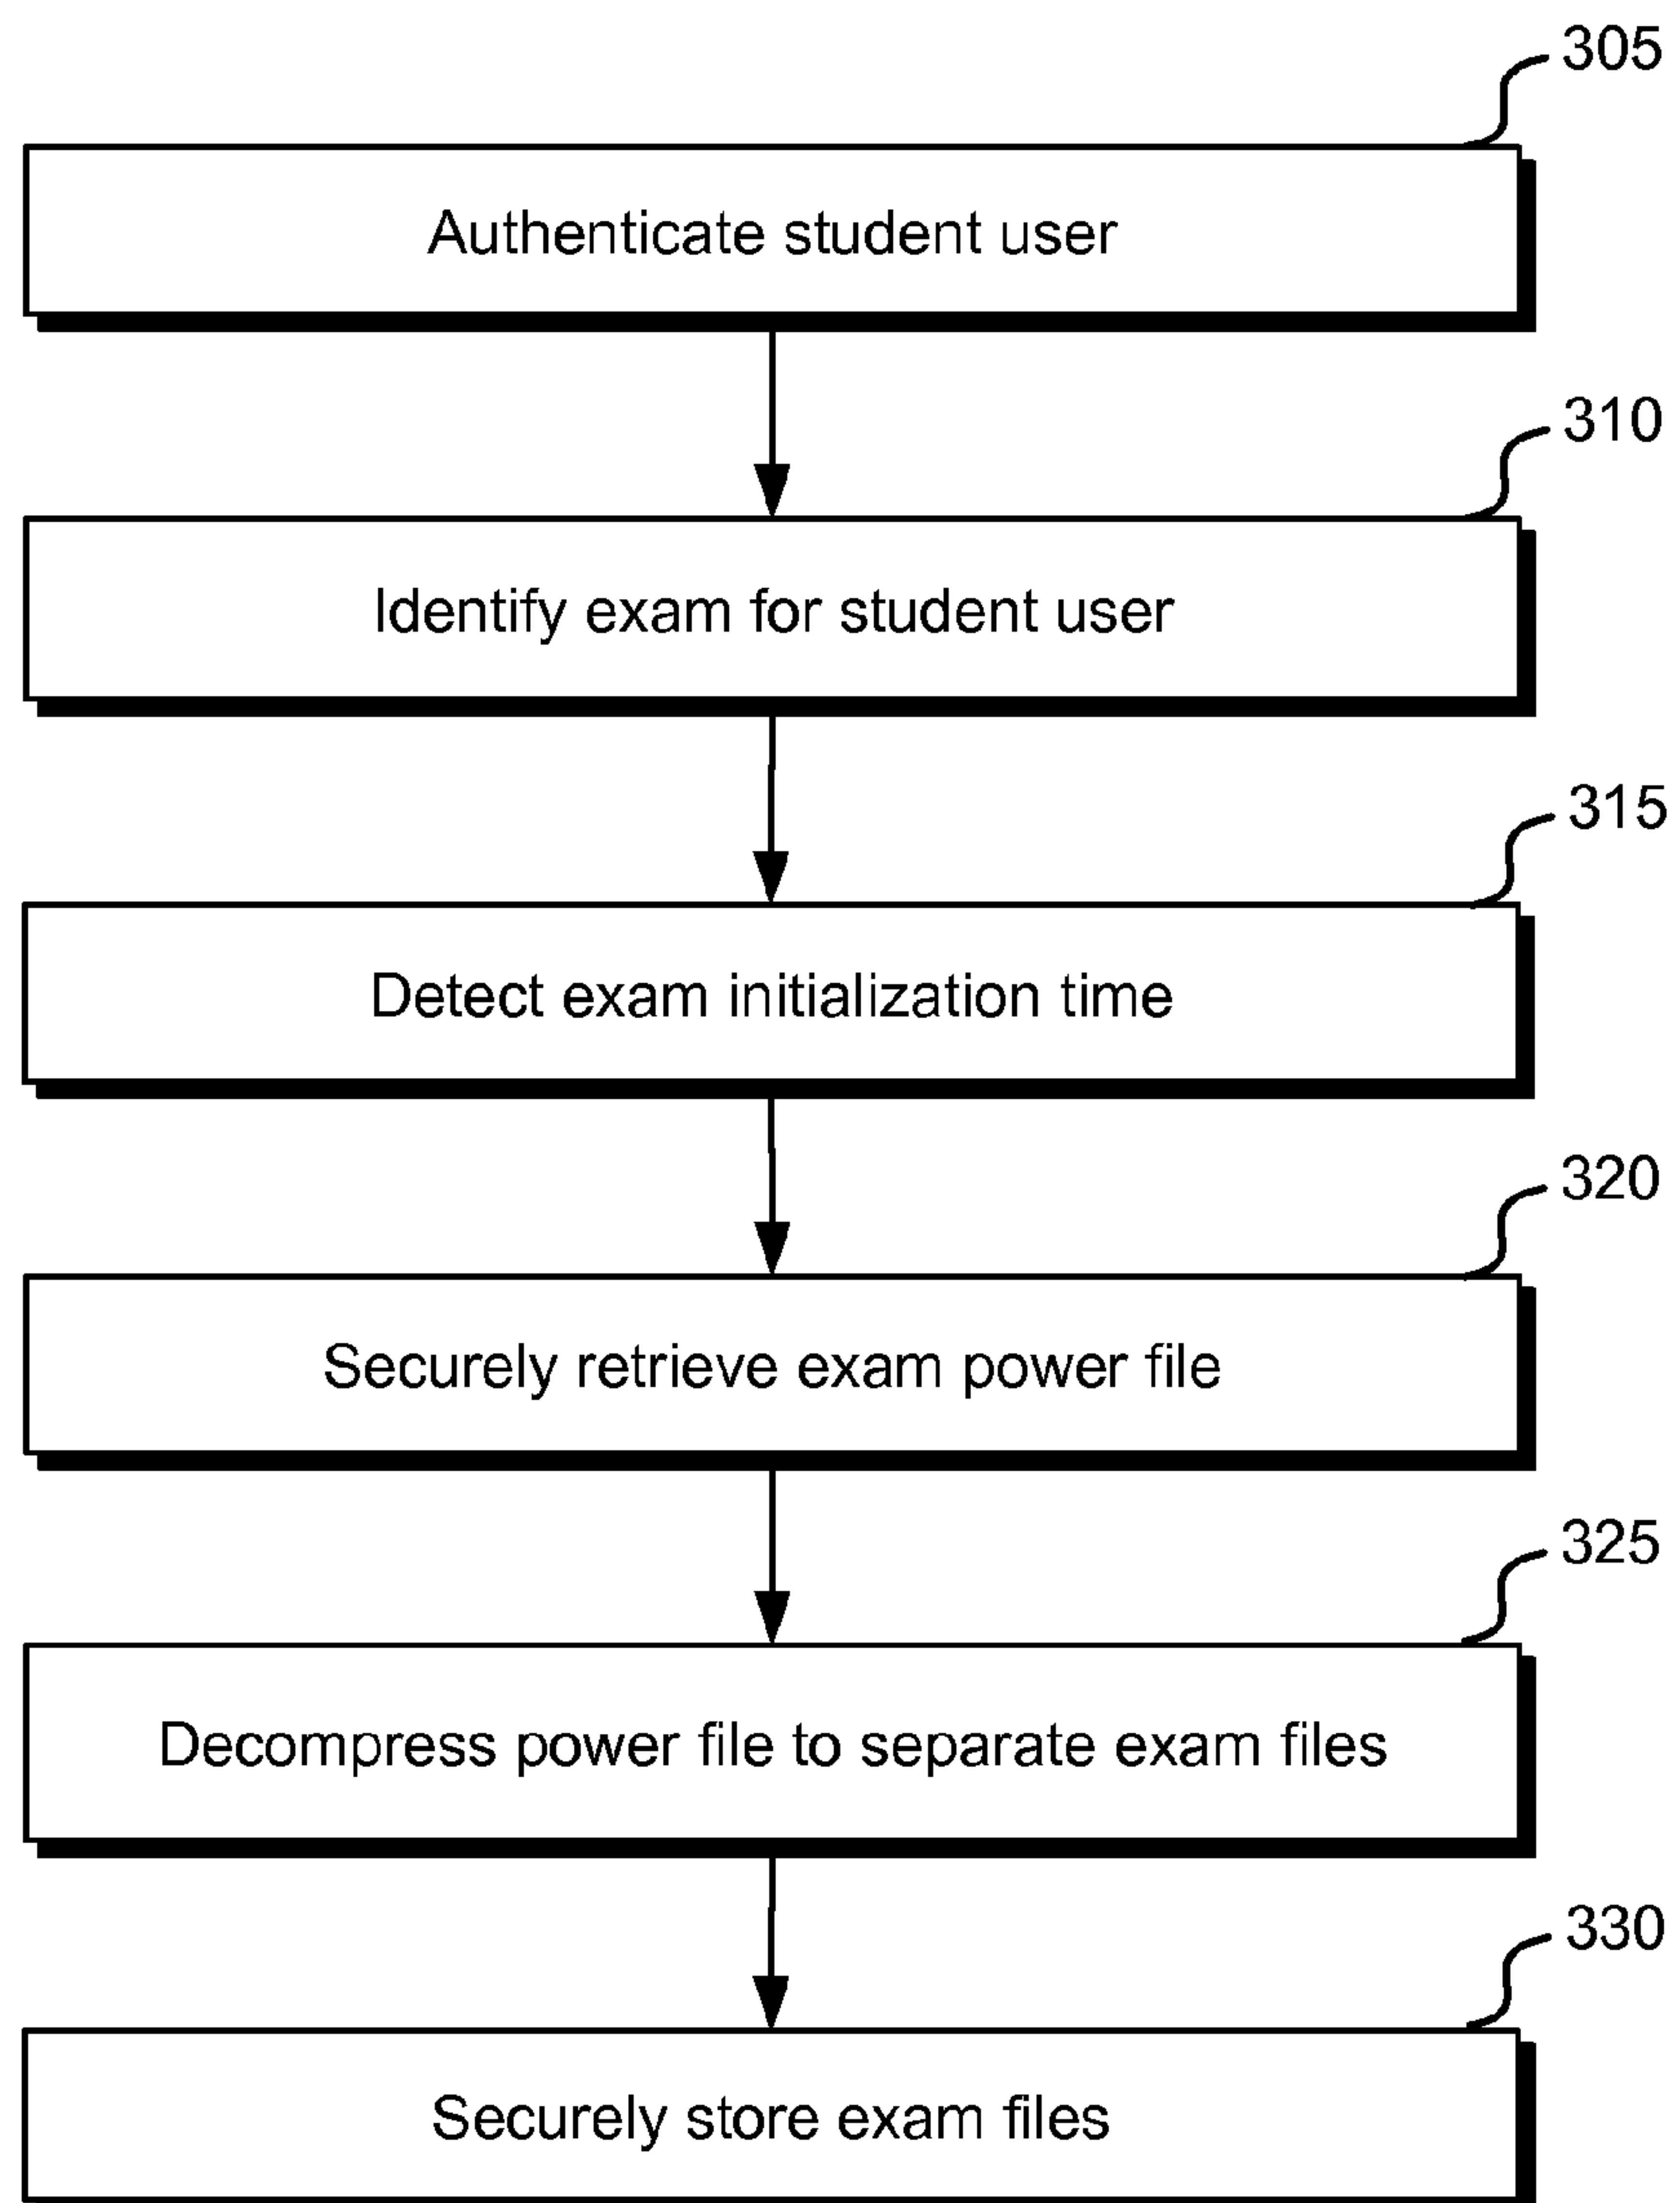 305
Authenticate student user
310
Identify exam for student user
315
Detect exam initialization time
320
Securely retrieve exam power file
325
Decompress power file to separate exam files
330
Securely store exam files